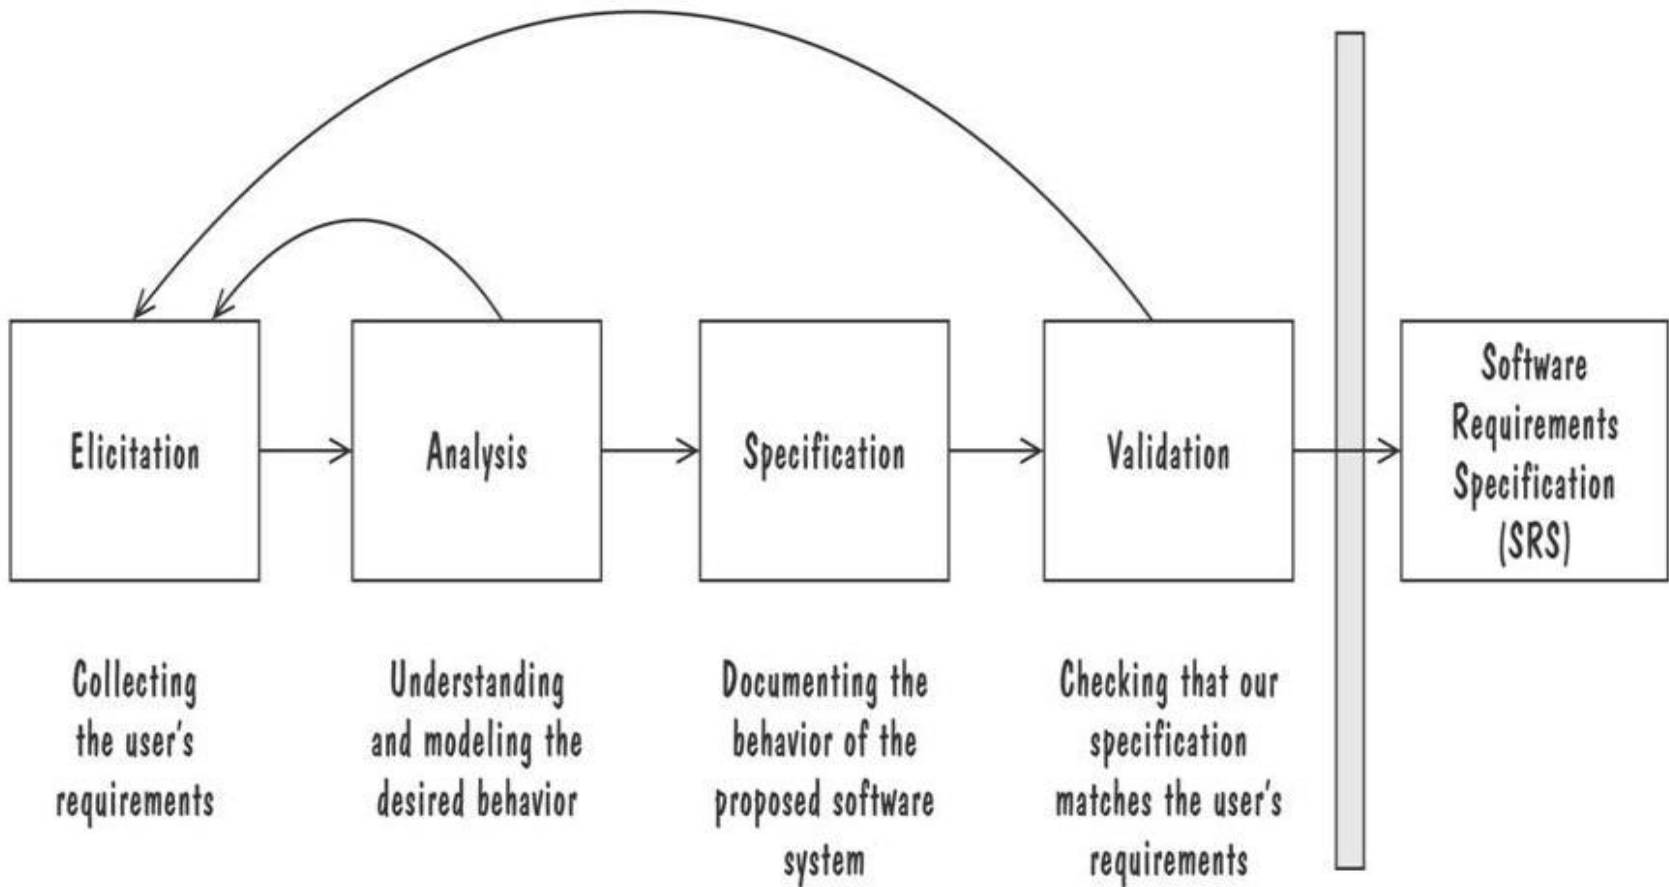 Elicitation
Analysis
Specification
Validation
Software
Requirements
Specification
(SRS)
Collecting
the user's
requirements
Understanding
and modeling the
desired behavior
Documenting the
behavior of the
proposed software
system
Checking that our
specification
matches the user's
requirements